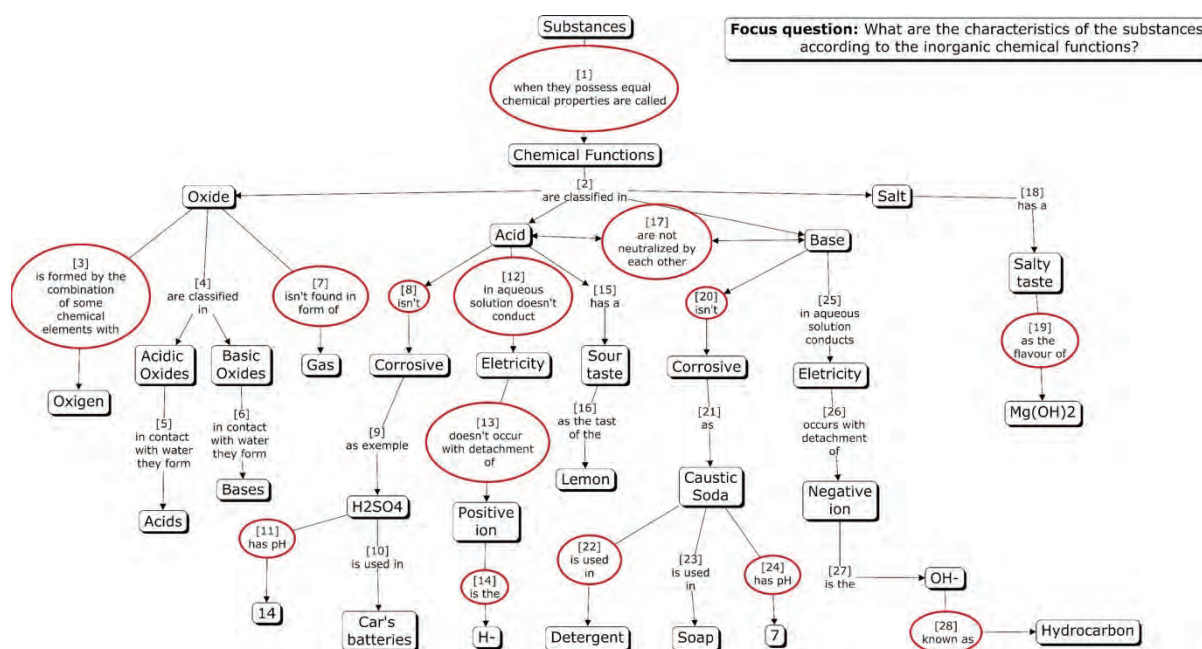 Substances
Focus question: What are the characteristics of the substances
according to the inorganic chemical functions?
[1]
when they possess equal
chemical properties are called
Chemical Functions
[2]
are classified in
Oxide
Salt
[18]
has a
Acid
[17]
are not
neutralized by
each other
Base
[3]
is formed by the
combination
of some
chemical
elements with
[4]
are classified
in
[7]
isn't found in
form of
[8]
isn't
[12]
in aqueous
solution doesn't
conduct
[15]
has a
[20]
isn't
[25]
in aqueous
solution
conducts
Salty
taste
[19]
as the
flavour of
Mg(OH)2
Oxigen
Acidic
Oxides
Basic
Oxides
Gas
Corrosive
Eletricity
Sour
taste
Corrosive
Eletricity
[5]
in contact
with water
they form
[6]
in contact
with water
they form
[9]
as exemple
[13]
doesn't occur
with detachment
of
[16]
as the tast
of the
[21]
as
[26]
occurs with
detachment
of
Acids
Bases
H2SO4
Positive
ion
Lemon
Caustic
Soda
Negative
ion
[11]
has pH
[10]
is used in
[14]
is the
[22]
is used
in
[23]
is used
in
[24]
has pH
[27]
is the
OH-
14
Car's
batteries
H-
Detergent
Soap
7
[28]
known as
Hydrocarbon